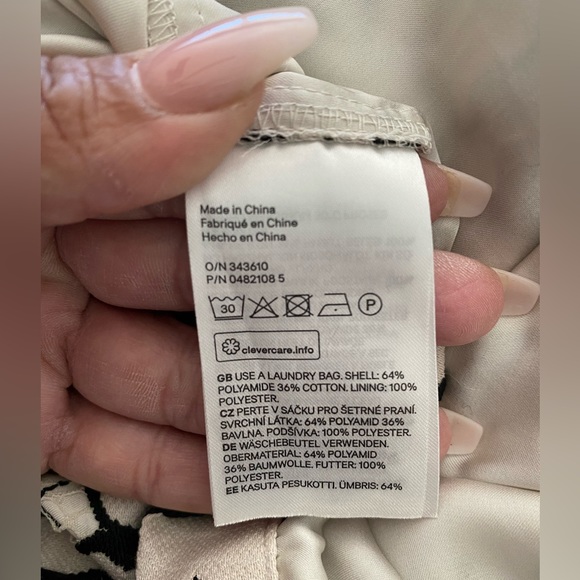 Made in China
Fabriqué en Chine
Hecho en China
O/N 343610
P/N 0482108 5
30 P
clevercare.info
GB USE A LAUNDRY BAG. SHELL: 64%
POLYAMIDE 36% COTTON. LINING: 100%
POLYESTER.
CZ PERTE V SÁČKU PRO ŠETRNÉ PRANÍ.
SVRCHNÍ LÁTKA: 64% POLYAMID 36%
BAVLNA. PODŠÍVKA: 100% POLYESTER.
DE WÄSCHEBEUTEL VERWENDEN.
OBERMATERIAL: 64% POLYAMID
36% BAUMWOLLE. FUTTER: 100%
POLYESTER.
EE KASUTA PESUKOTTI. ÜMBRIS: 64%